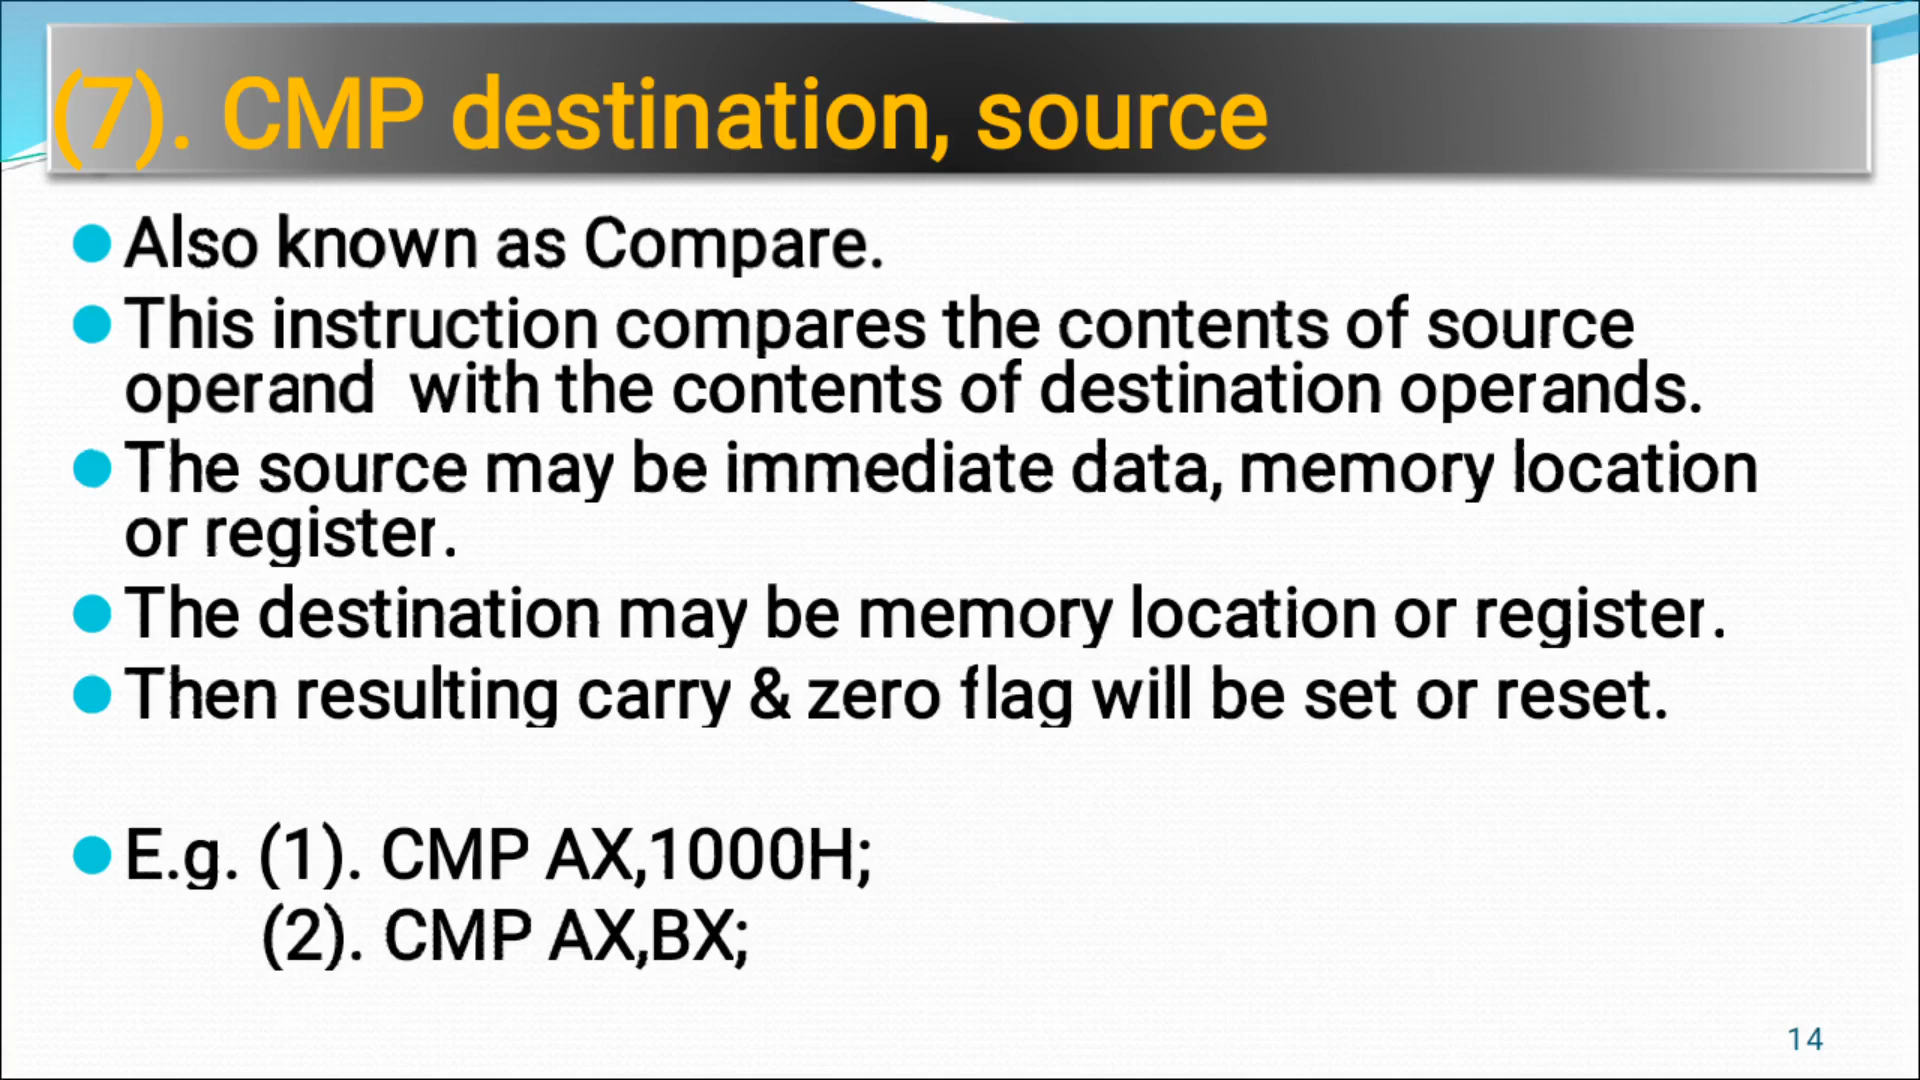 (7). CMP destination, source
Also known as Compare.
This instruction compares the contents of source
operand  with the contents of destination operands.
The source may be immediate data, memory location
or register.
The destination may be memory location or register.
Then resulting carry & zero flag will be set or reset.
E.g. (1). CMP AX,1000H;
(2). CMP AX,BX;
14